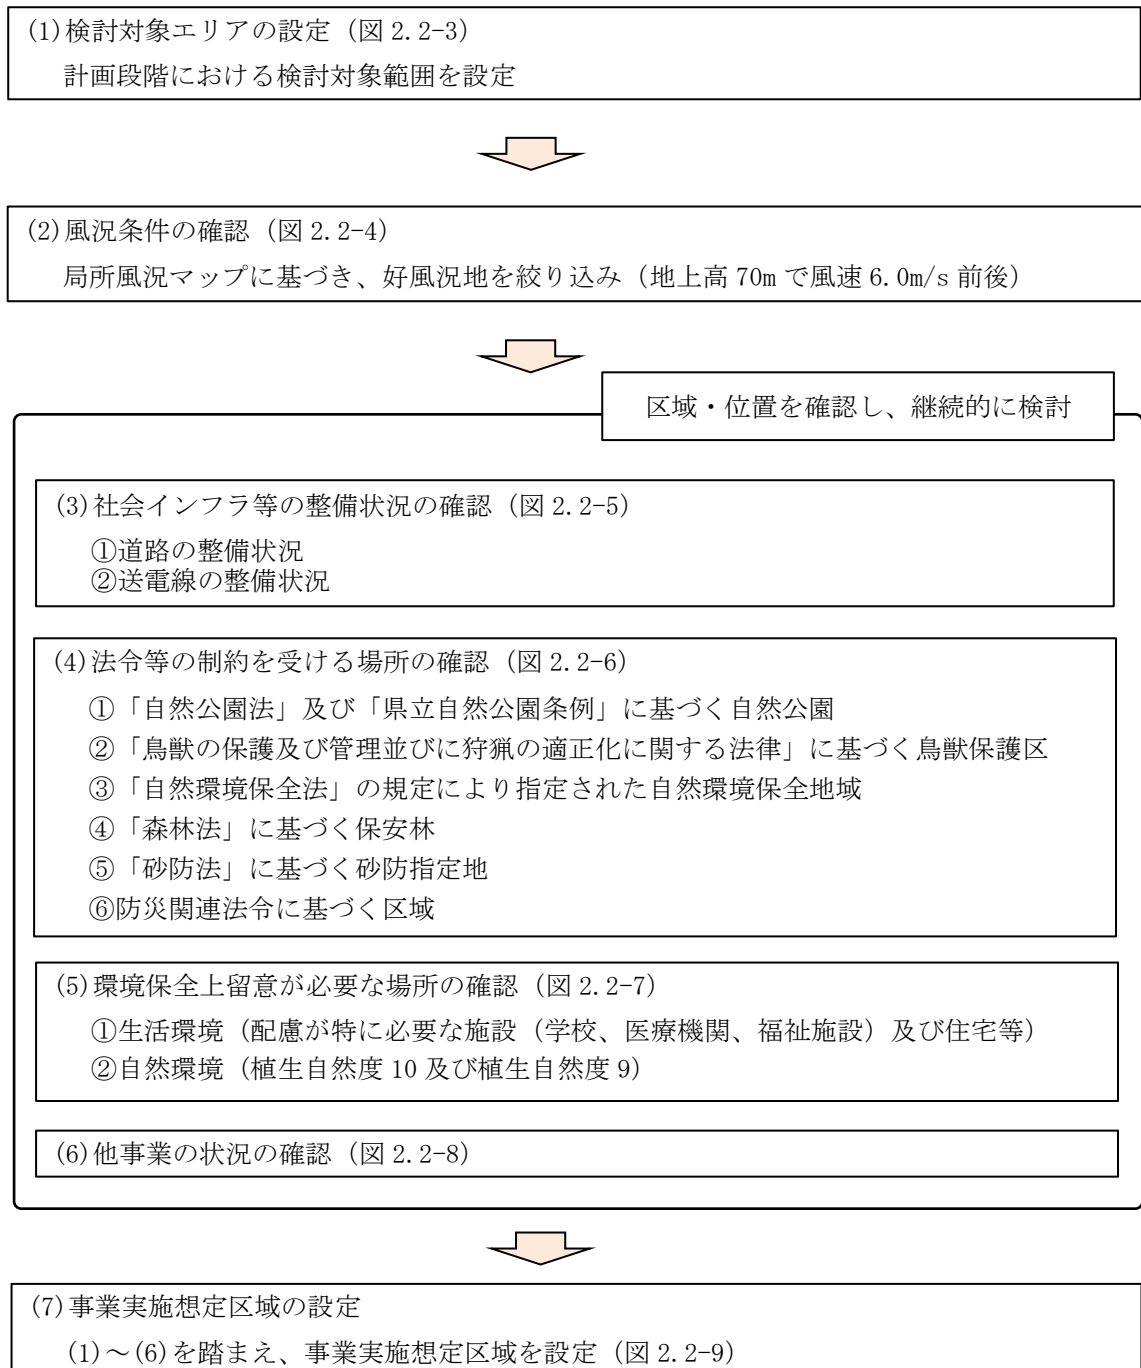 (1)検討対象エリアの設定（図 2.2-3）
計画段階における検討対象範囲を設定
(2)風況条件の確認（図 2.2-4）
局所風況マップに基づき、好風況地を絞り込み（地上高 70m で風速 6.0m/s 前後）
区域・位置を確認し、継続的に検討
(3)社会インフラ等の整備状況の確認（図 2.2-5）
①道路の整備状況
②送電線の整備状況
(4)法令等の制約を受ける場所の確認（図 2.2-6）
①「自然公園法」及び「県立自然公園条例」に基づく自然公園
②「鳥獣の保護及び管理並びに狩猟の適正化に関する法律」に基づく鳥獣保護区
③「自然環境保全法」の規定により指定された自然環境保全地域
④「森林法」に基づく保安林
⑤「砂防法」に基づく砂防指定地
⑥防災関連法令に基づく区域
(5)環境保全上留意が必要な場所の確認（図 2.2-7）
①生活環境（配慮が特に必要な施設（学校、医療機関、福祉施設）及び住宅等）
②自然環境（植生自然度 10 及び植生自然度 9）
(6)他事業の状況の確認（図 2.2-8）
(7)事業実施想定区域の設定
(1)～(6)を踏まえ、事業実施想定区域を設定（図 2.2-9）